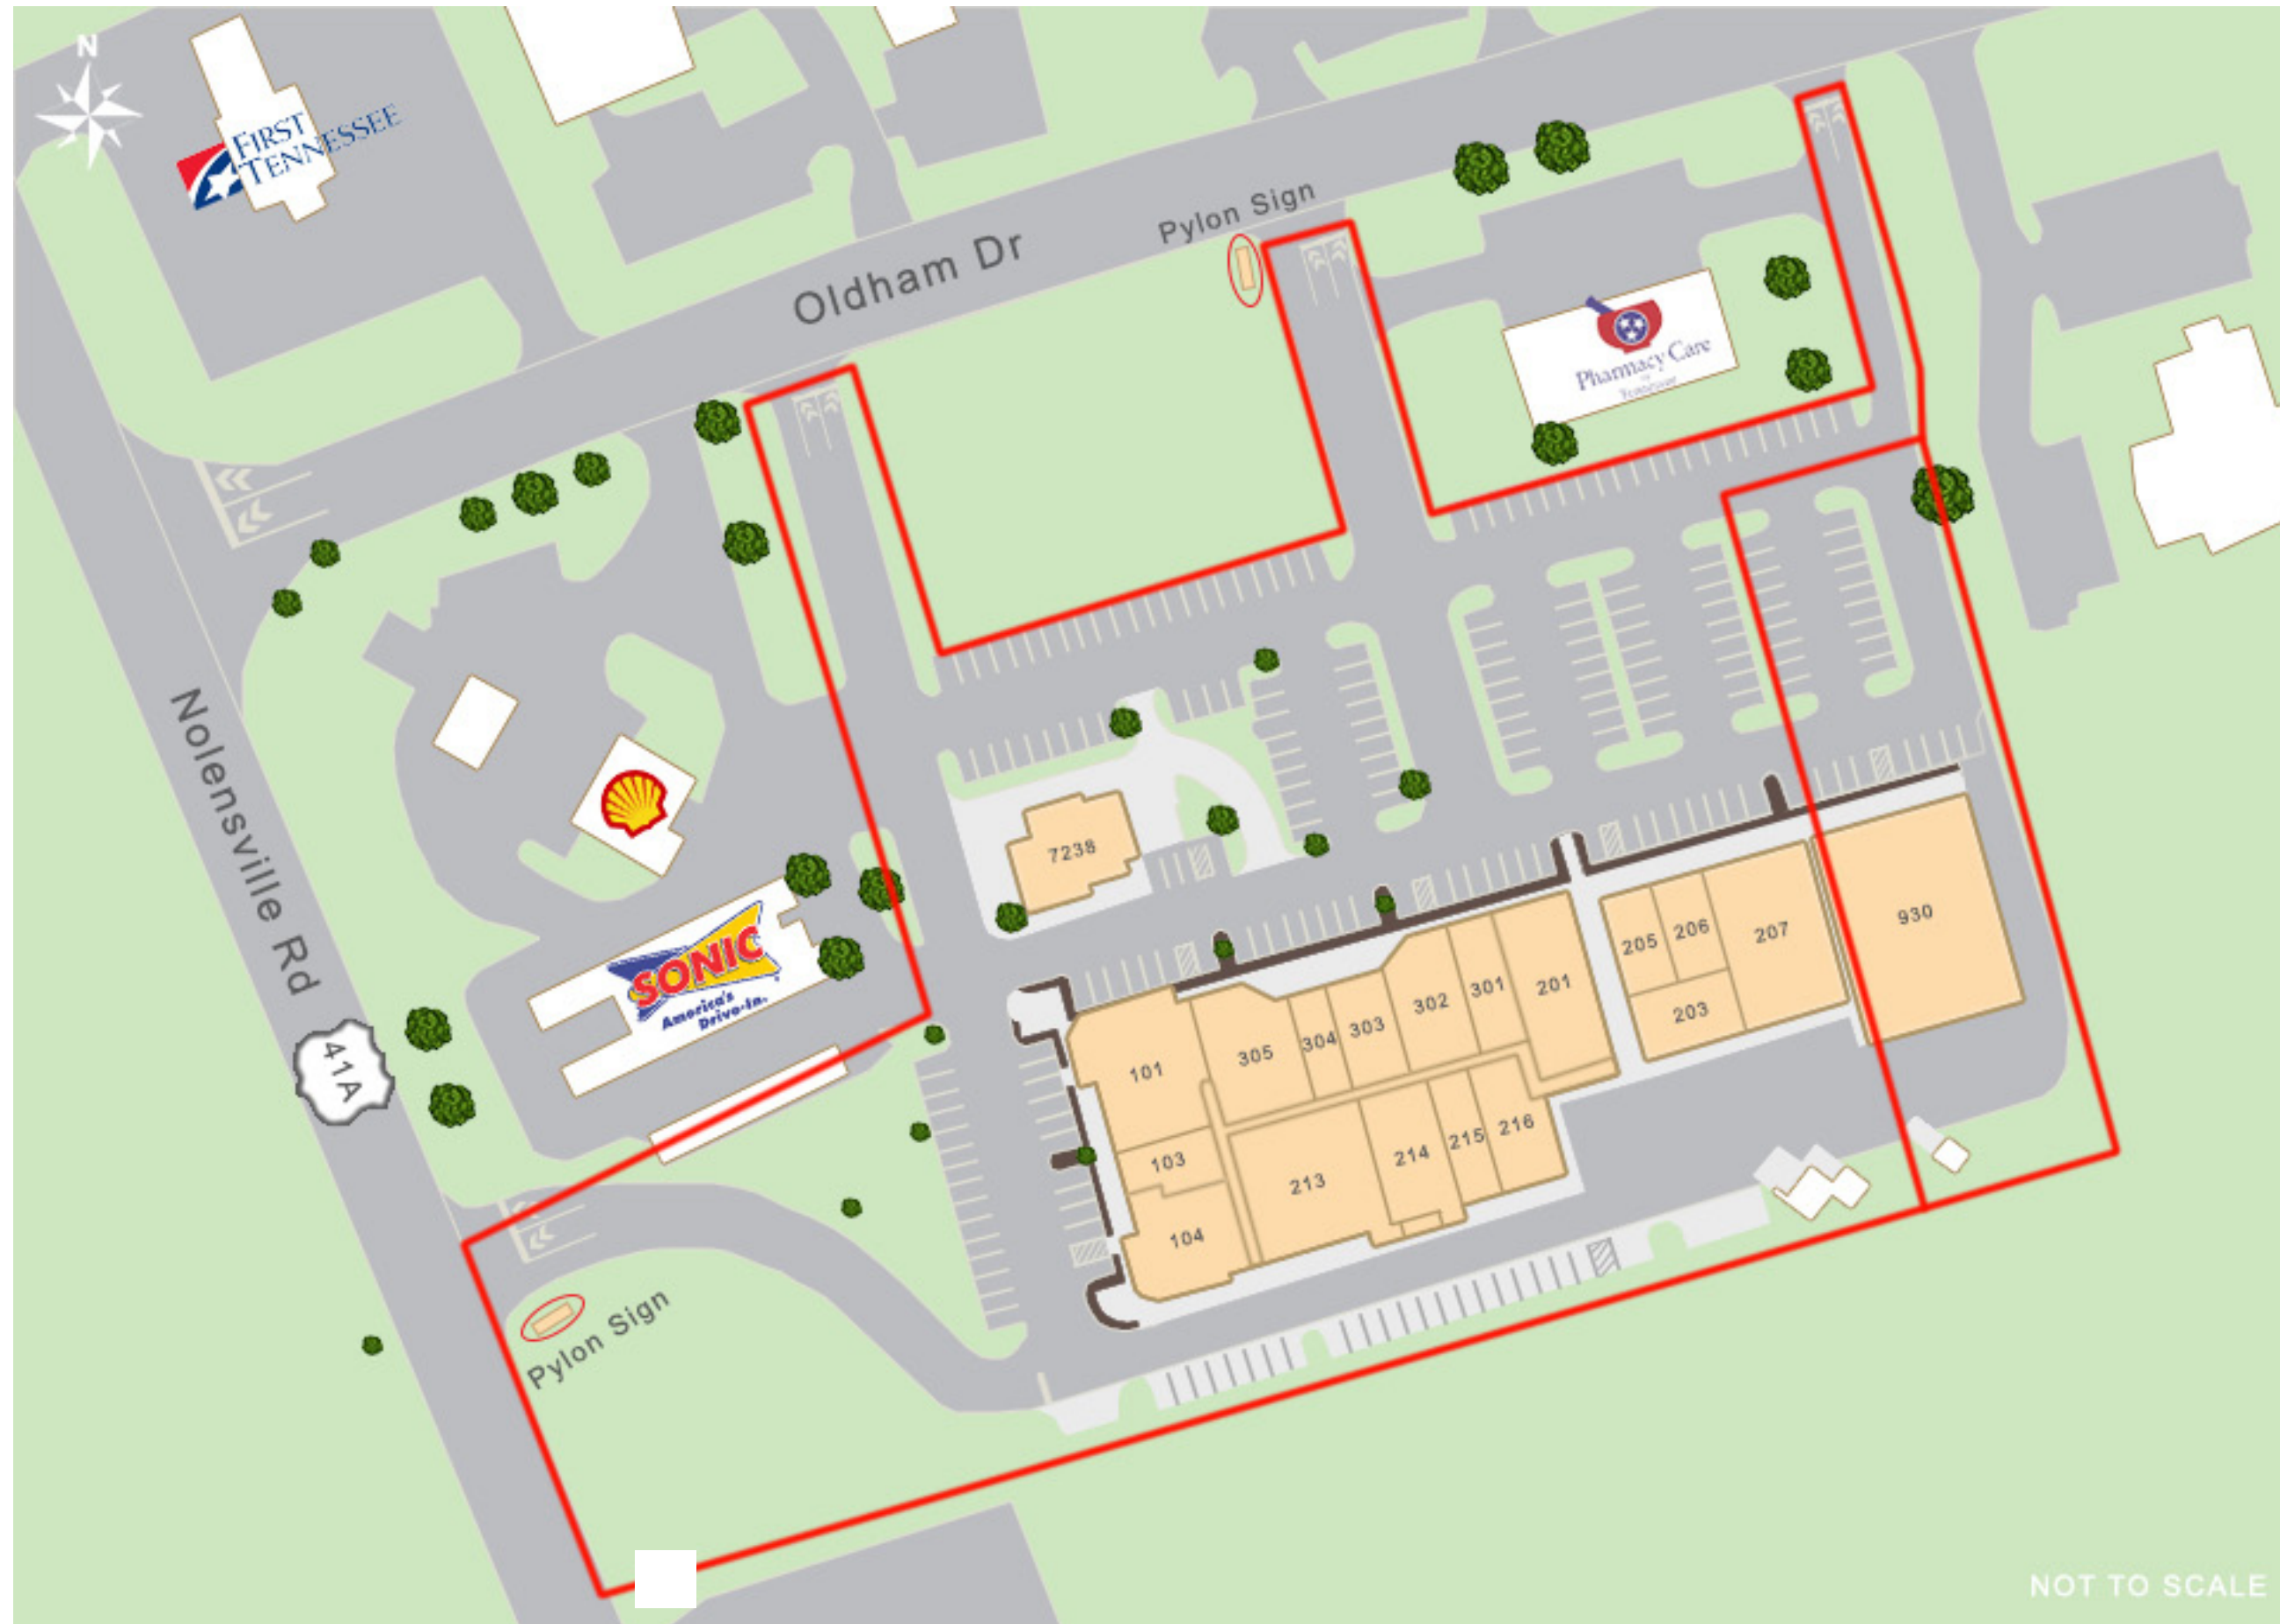 N
FIRST
TENNESSEE
Pylon Sign
Oldham Dr
Pharmacy Care
of
Tennessee
Nolensville Rd
7238
SONIC
America's
Drive-In.
41A
930
205
206
207
203
201
301
302
303
304
305
101
103
104
213
214
215
216
Pylon Sign
NOT TO SCALE